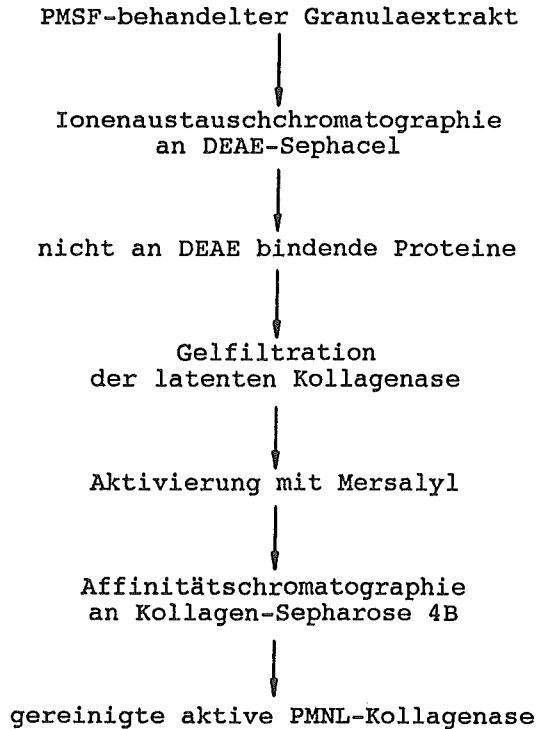 PMSF-behandelter Granulaextrakt
Ionenaustauschchromatographie
an DEAE-Sephacel
nicht an DEAE bindende Proteine
Gelfiltration
der latenten Kollagenase
Aktivierung mit Mersalyl
Affinitätschromatographie
an Kollagen-Sepharose 4B
gereinigte aktive PMNL-Kollagenase